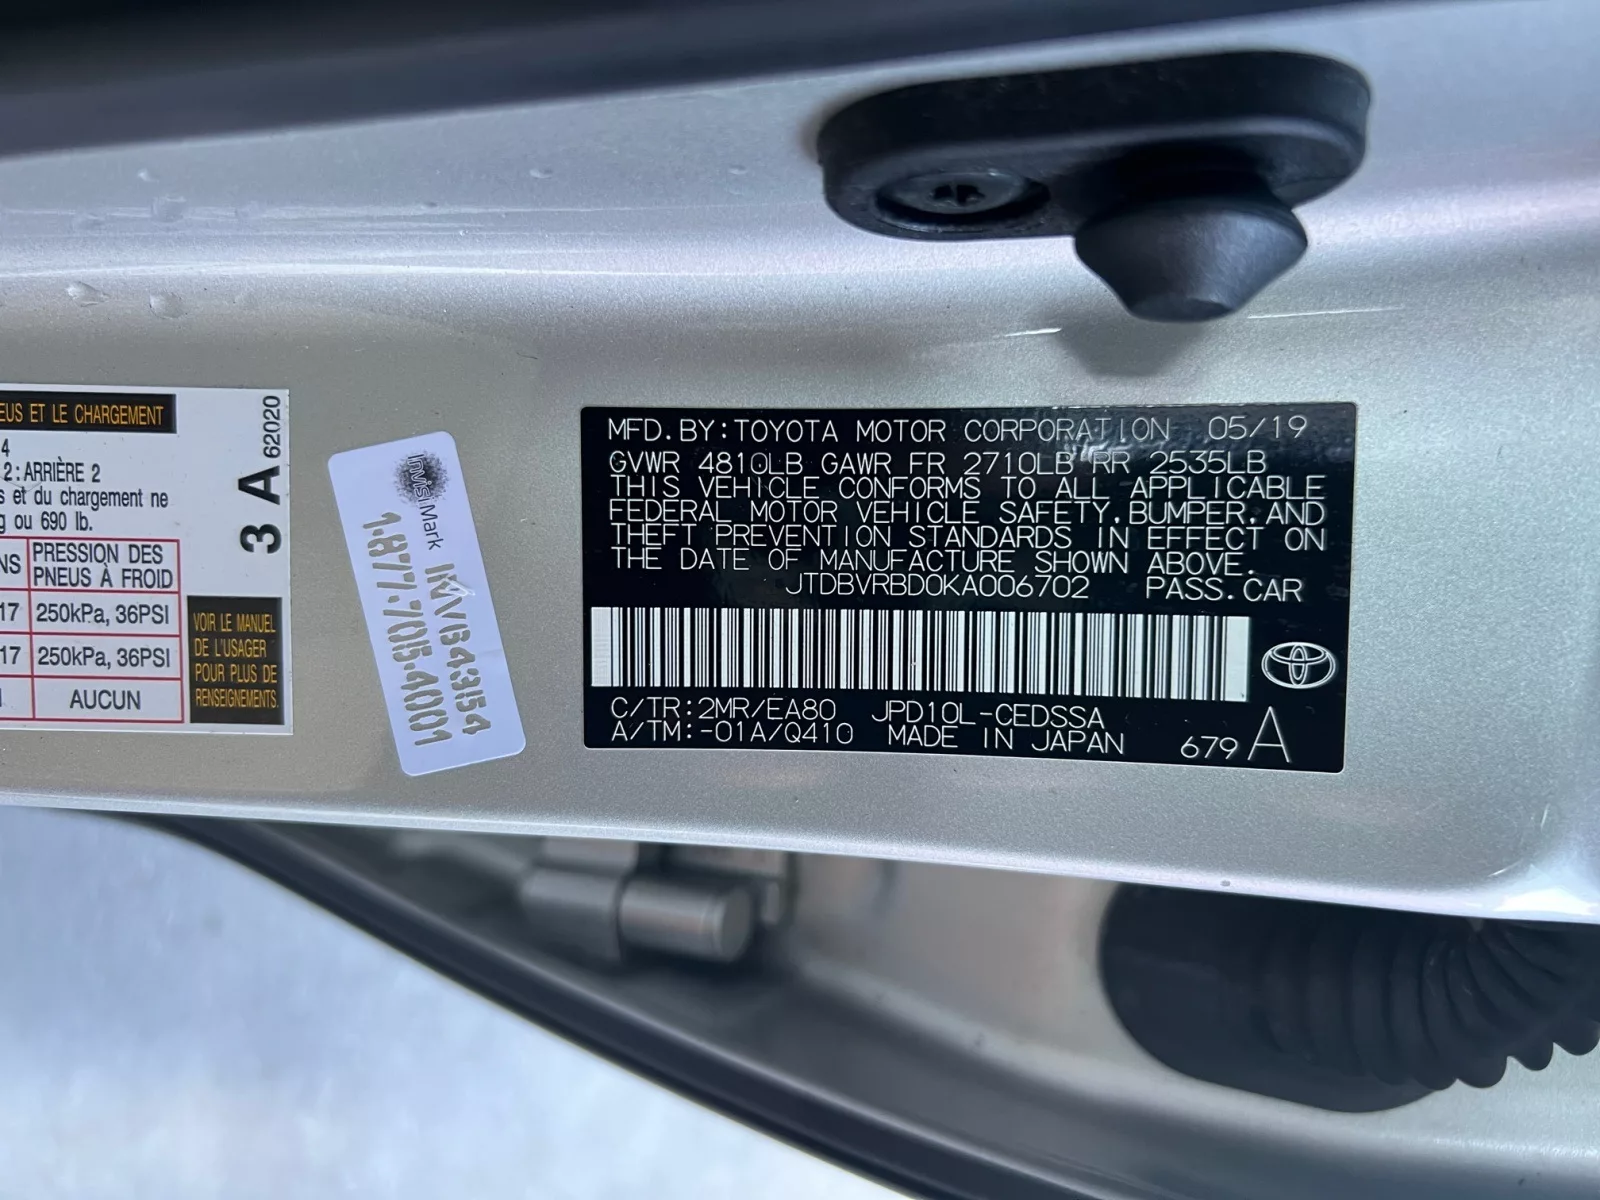 EUS ET LE CHARGEMENT
4
2:ARRIÈRE 2
s et du chargement ne
g ou 690 lb.
NS PRESSION DES PNEUS À FROID
17 250kPa, 36PSI
17 250kPa, 36PSI
AUCUN
62020
3 A
VOIR LE MANUEL
DE L'USAGER
POUR PLUS DE
RENSEIGNEMENTS.
InvisiMark
1.877.705.4001
MFD.BY:TOYOTA MOTOR CORPORATION 05/19
GVWR 4810LB GAWR FR 2710LB RR 2535LB
THIS VEHICLE CONFORMS TO ALL APPLICABLE
FEDERAL MOTOR VEHICLE SAFETY,BUMPER,AND
THEFT PREVENTION STANDARDS IN EFFECT ON
THE DATE OF MANUFACTURE SHOWN ABOVE.
JTDBVRBD0KA006702 PASS.CAR
C/TR:2MR/EA80 JPD10L-CEDSSA
A/TM:-01A/Q410 MADE IN JAPAN 679 A